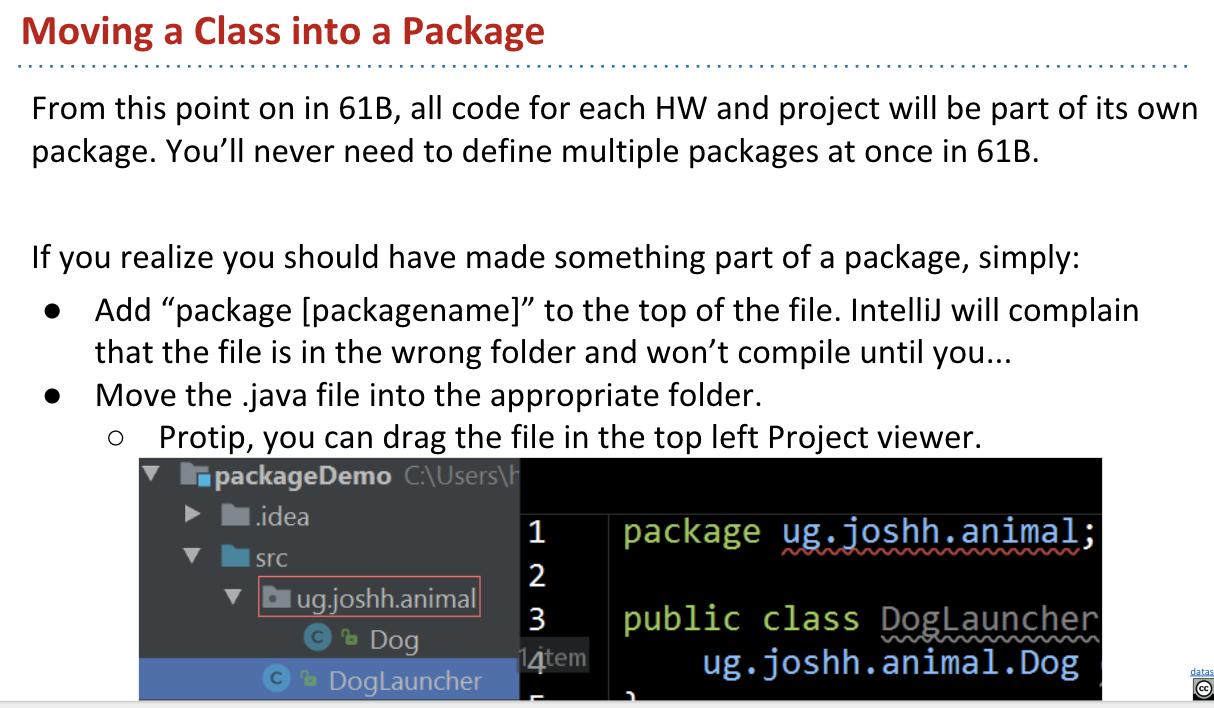 Moving a Class into a Package
From this point on in 61B, all code for each HW and project will be part of its own
package. You’ll never need to define multiple packages at once in 61B.
If you realize you should have made something part of a package, simply:
● Add “package [packagename]” to the top of the file. IntelliJ will complain
that the file is in the wrong folder and won’t compile until you...
● Move the .java file into the appropriate folder.
○ Protip, you can drag the file in the top left Project viewer.
packageDemo C:\Users\h
.idea
src
ug.joshh.animal
Dog
DogLauncher
1 package ug.joshh.animal;
2
3 public class DogLauncher
4 ug.joshh.animal.Dog
1 item
datas
cc